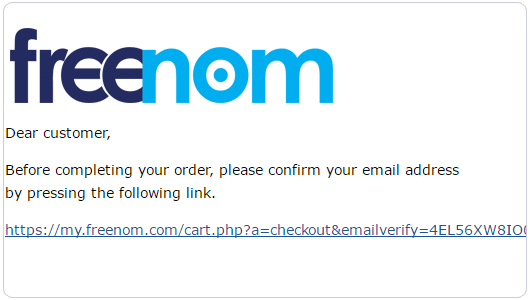 freenom
Dear customer,
Before completing your order, please confirm your email address
by pressing the following link.
https://my.freenom.com/cart.php?a=checkout&emailverify=4EL56XW8IO